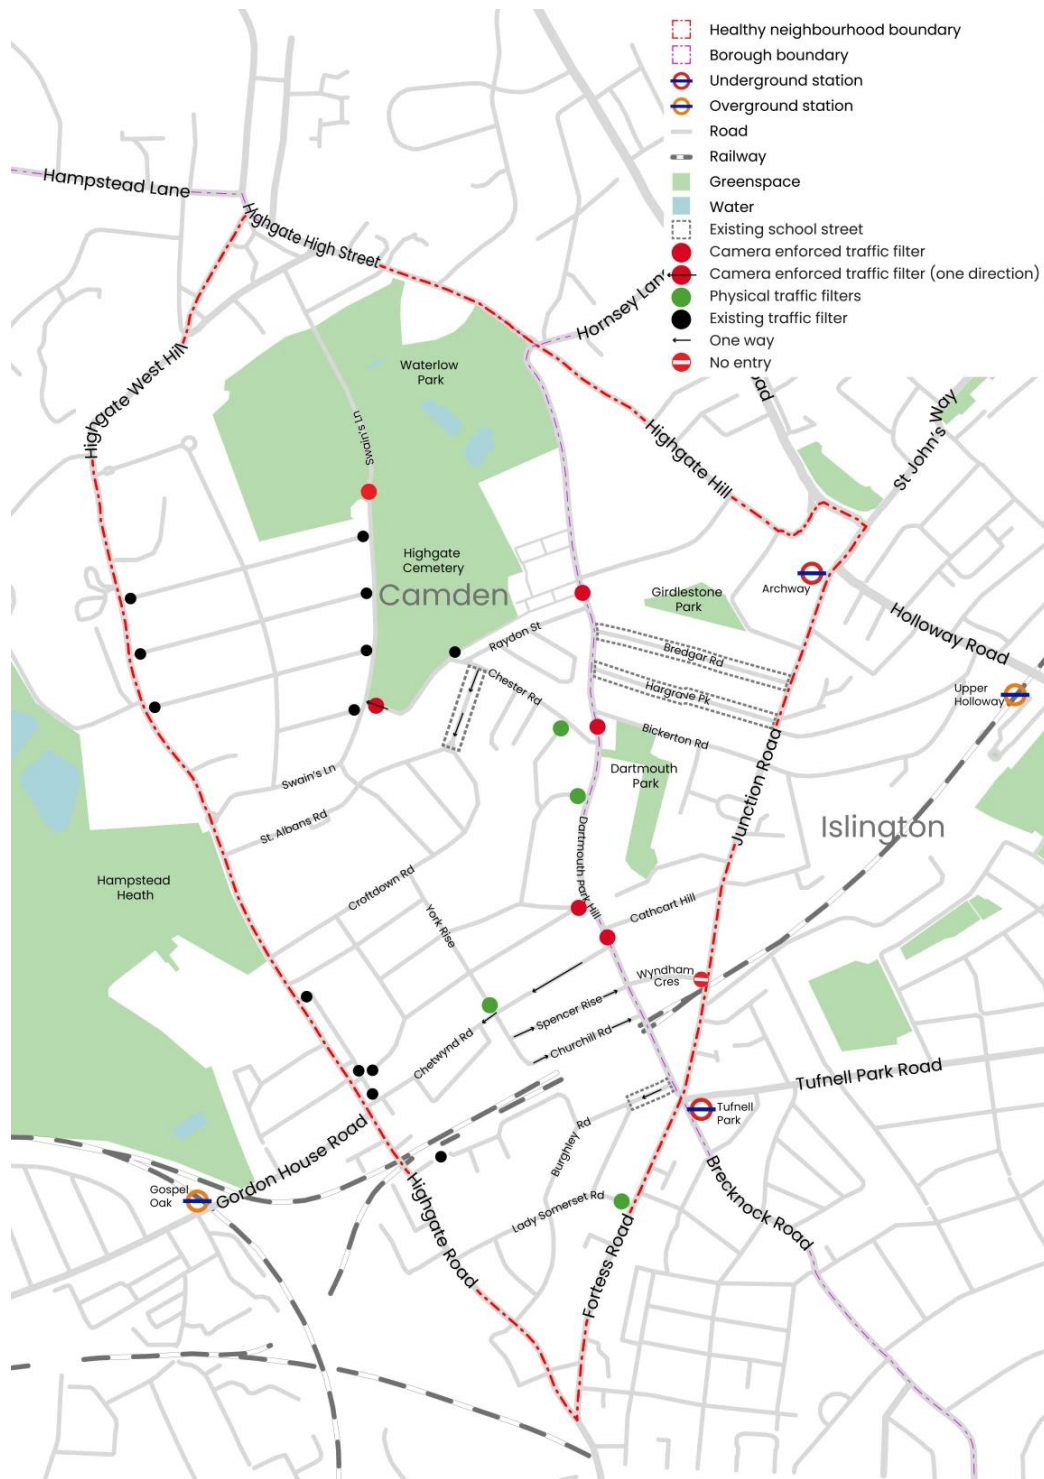 Healthy neighbourhood boundary
Borough boundary
Underground station
Overground station
Road
Railway
Greenspace
Water
Existing school street
Camera enforced traffic filter
Camera enforced traffic filter (one direction)
Physical traffic filters
Existing traffic filter
One way
No entry
Hampstead Lane
Highgate High Street
Hornsey Lane
Highgate West Hill
Waterlow
Park
Swain's Ln
Highgate Hill
St John's Way
oad
Highgate
Cemetery
Camden
Girdlestone
Park
Archway
Holloway Road
Raydon St
Bredgar Rd
Chester Rd
Hargrave Pk
Upper
Holloway
Bickerton Rd
Swain's Ln
Dartmouth
Park
Junction Road
St. Albans Rd
Islington
Dartmouth Park Hill
Hampstead
Heath
Croftdown Rd
York Rise
Cathcart Hill
Wyndham
Cres
Spencer Rise
Churchill Rd
Chetwynd Rd
Tufnell Park Road
Tufnell
Park
Burghley Rd
Gordon House Road
Gospel
Oak
Lady Somerset Rd
Highgate Road
Brecknock Road
Fortess Road